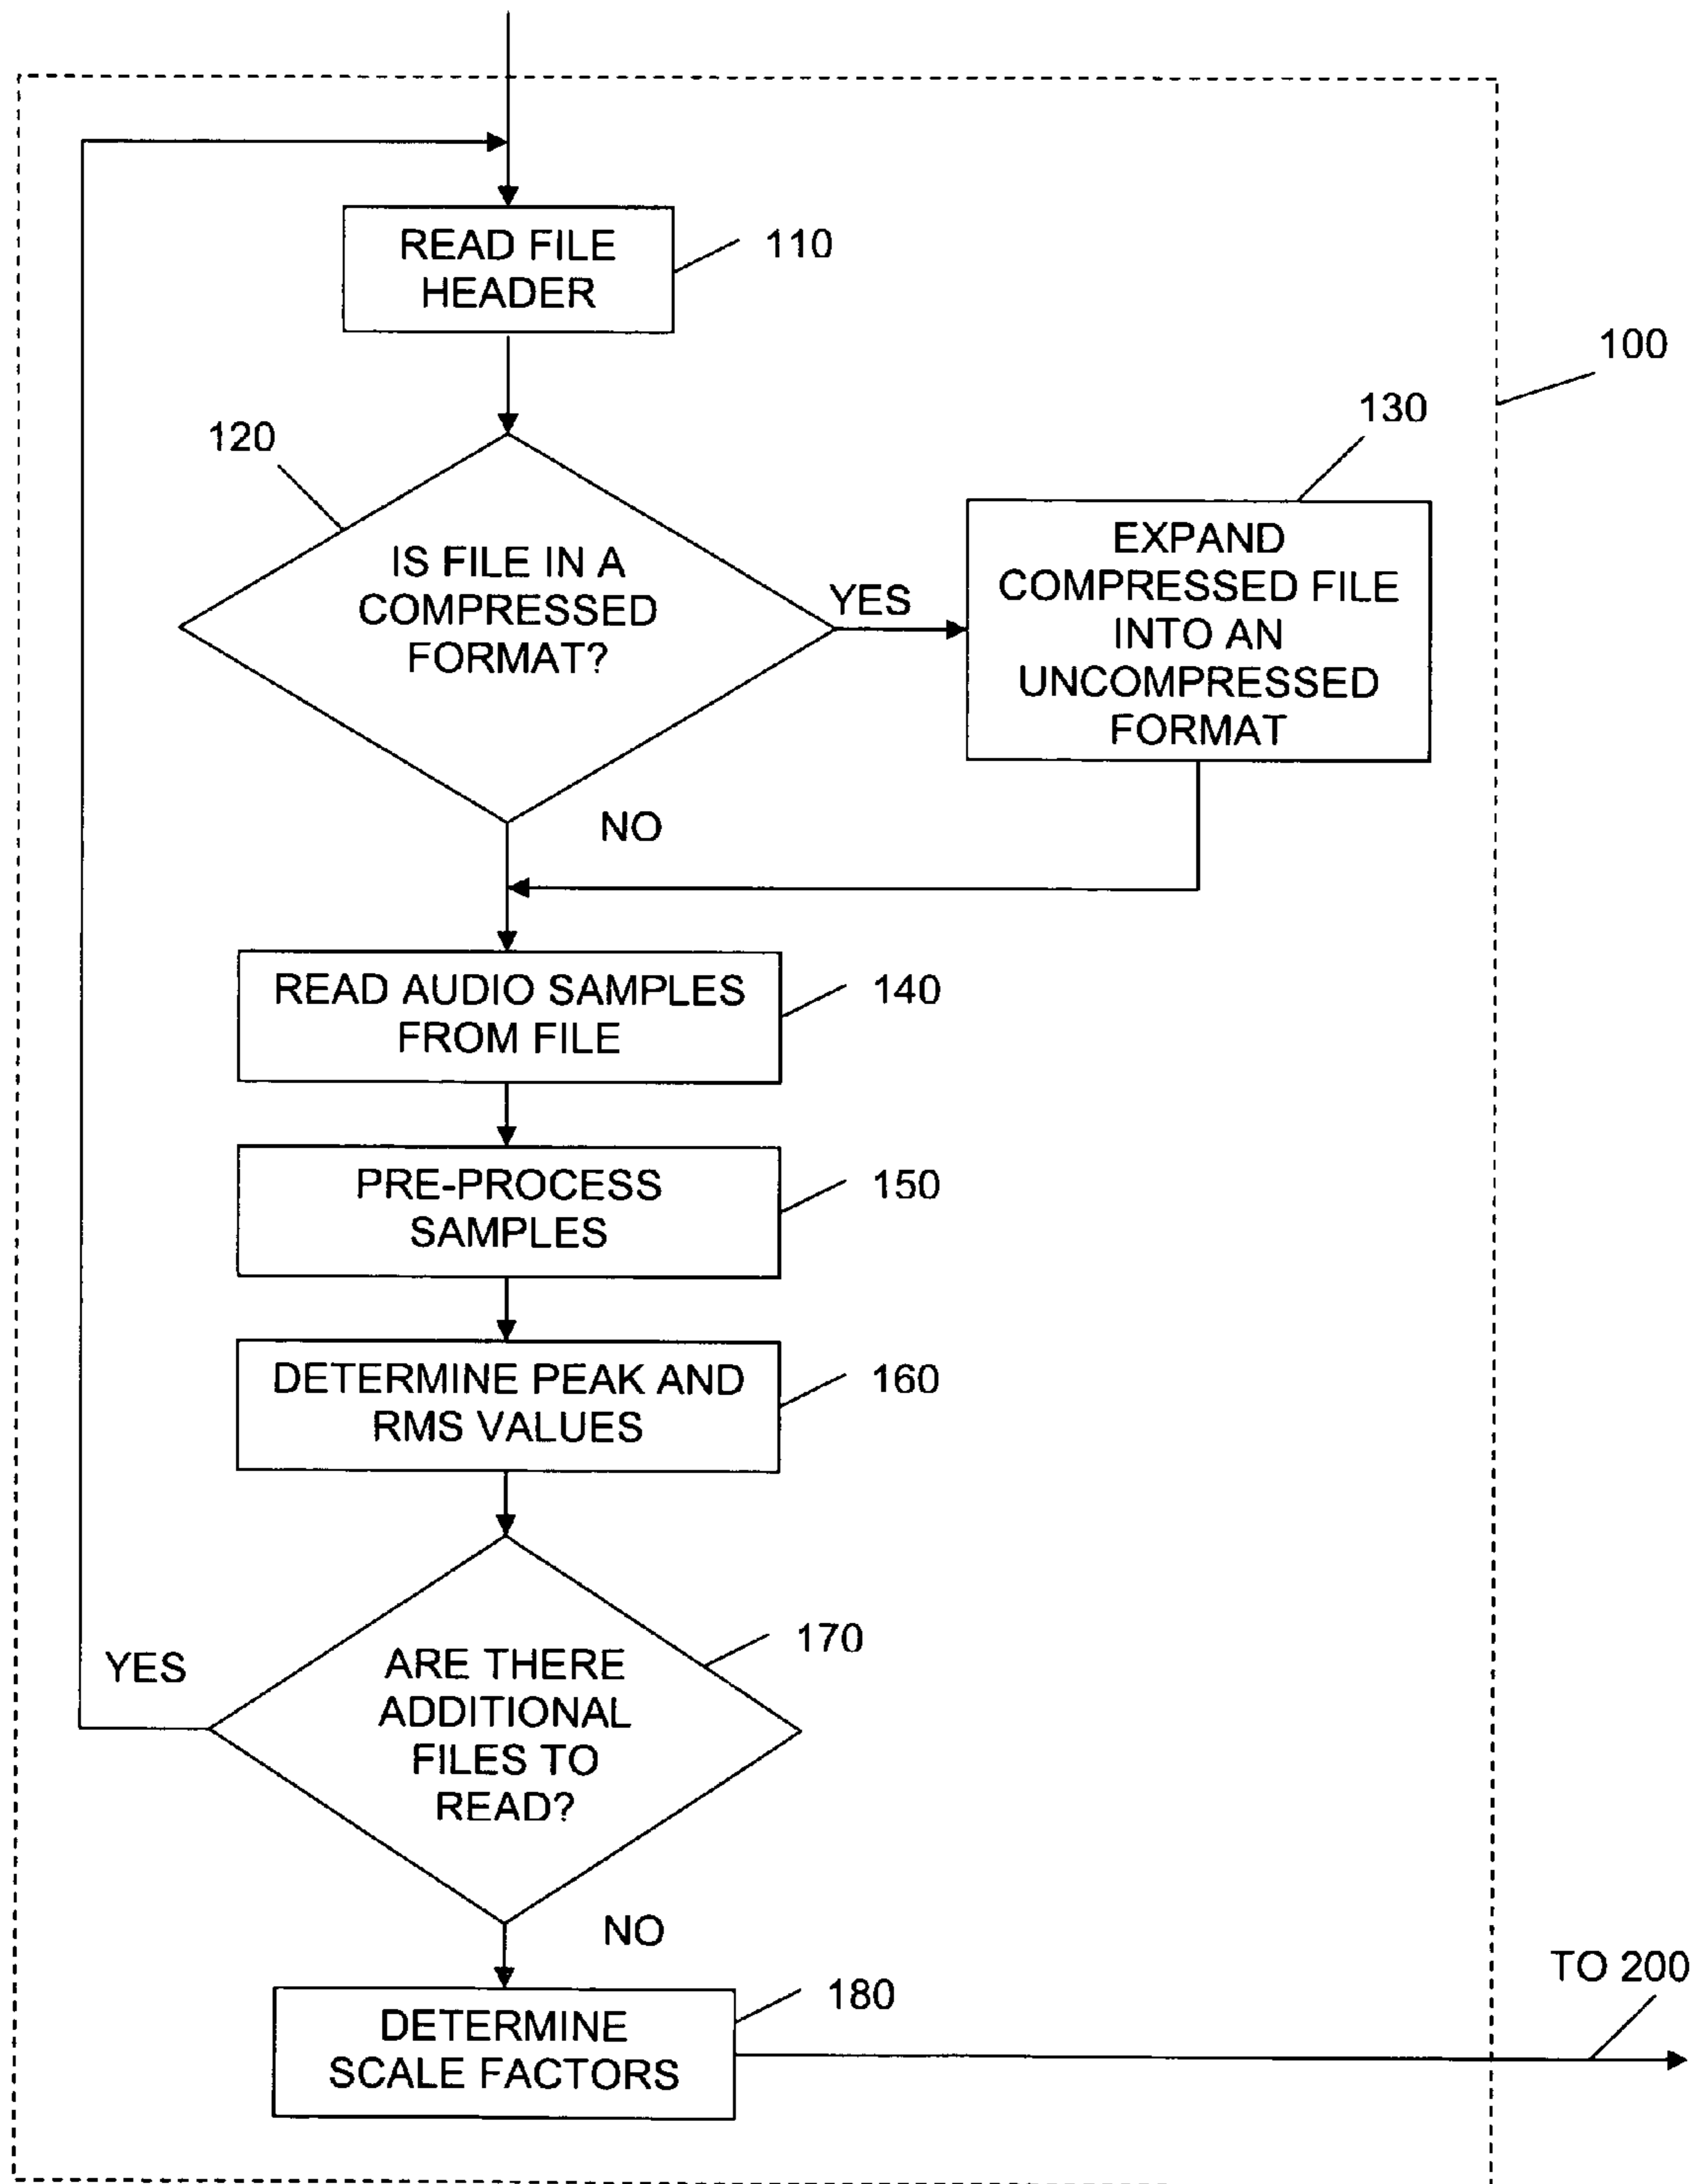 READ FILE
HEADER
110
100
120
130
IS FILE IN A
COMPRESSED
FORMAT?
YES
EXPAND
COMPRESSED FILE
INTO AN
UNCOMPRESSED
FORMAT
NO
READ AUDIO SAMPLES
FROM FILE
140
PRE-PROCESS
SAMPLES
150
DETERMINE PEAK AND
RMS VALUES
160
170
YES
ARE THERE
ADDITIONAL
FILES TO
READ?
NO
TO 200
180
DETERMINE
SCALE FACTORS